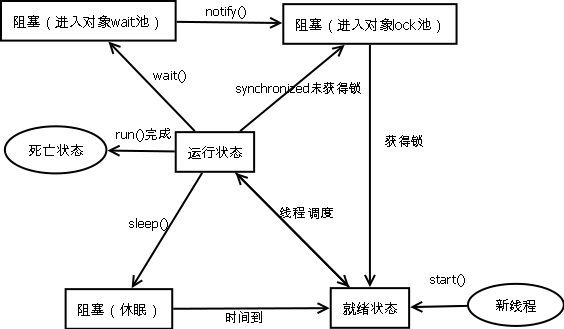 notify()
阻塞（进入对象wait池）
阻塞（进入对象lock池）
wait()
synchronized未获得锁
run()完成
获得锁
死亡状态
运行状态
线程调度
sleep()
start()
阻塞（休眠）
时间到
就绪状态
新线程